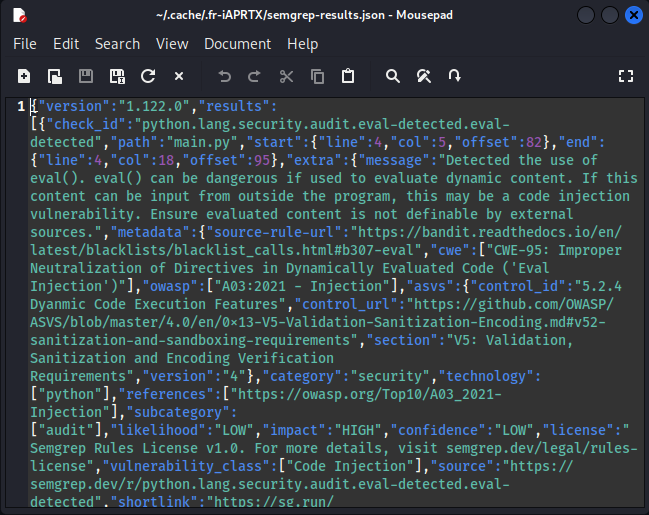 ~/.cache/.fr-iAPRTX/semgrep-results.json - Mousepad
File Edit Search View Document Help
1 {"version":"1.122.0","results":
[{"check_id":"python.lang.security.audit.eval-detected.eval-
detected","path":"main.py","start":{"line":4,"col":5,"offset":82},"end":
{"line":4,"col":18,"offset":95},"extra":{"message":"Detected the use of
eval(). eval() can be dangerous if used to evaluate dynamic content. If this
content can be input from outside the program, this may be a code injection
vulnerability. Ensure evaluated content is not definable by external
sources.","metadata":{"source-rule-url":"https://bandit.readthedocs.io/en/
latest/blacklists/blacklist_calls.html#b307-eval","cwe":["CWE-95: Improper
Neutralization of Directives in Dynamically Evaluated Code ('Eval
Injection')"],"owasp":["A03:2021 - Injection"],"asvs":{"control_id":"5.2.4
Dyanmic Code Execution Features","control_url":"https://github.com/OWASP/
ASVS/blob/master/4.0/en/0×13-V5-Validation-Sanitization-Encoding.md#v52-
sanitization-and-sandboxing-requirements","section":"V5: Validation,
Sanitization and Encoding Verification
Requirements","version":"4"},"category":"security","technology":
["python"],"references":["https://owasp.org/Top10/A03_2021-
Injection"],"subcategory":
["audit"],"likelihood":"LOW","impact":"HIGH","confidence":"LOW","license":"
Semgrep Rules License v1.0. For more details, visit semgrep.dev/legal/rules-
license","vulnerability_class":["Code Injection"],"source":"https://
semgrep.dev/r/python.lang.security.audit.eval-detected.eval-
detected","shortlink":"https://sg.run/